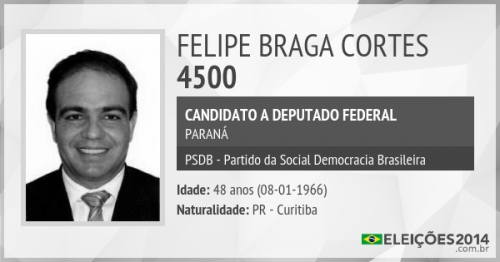 FELIPE BRAGA CORTES
4500
CANDIDATO A DEPUTADO FEDERAL
PARANÁ
PSDB - Partido da Social Democracia Brasileira
Idade: 48 anos (08-01-1966)
Naturalidade: PR - Curitiba
ELEIÇÕES2014
.com.br